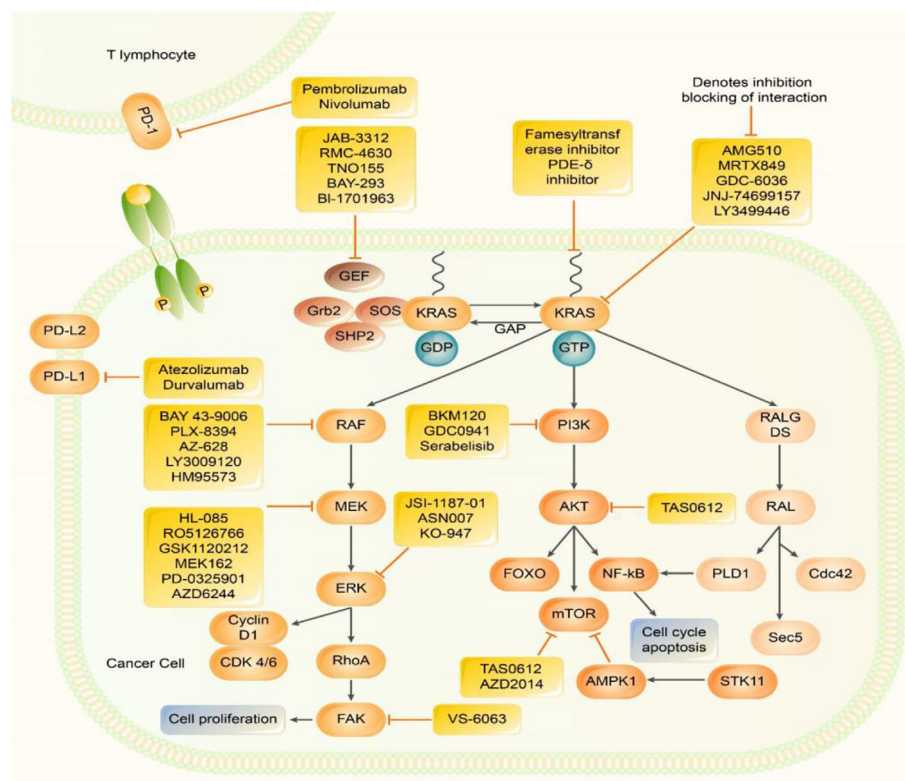 T lymphocyte
PD-1
Pembrolizumab
Nivolumab
Denotes inhibition
blocking of interaction
JAB-3312
RMC-4630
TNO155
BAY-293
BI-1701963
Famesyltransf
erase inhibitor
PDE-δ
inhibitor
AMG510
MRTX849
GDC-6036
JNJ-74699157
LY3499446
P
P
GEF
Grb2
SOS
SHP2
KRAS
GDP
GAP
KRAS
GTP
PD-L2
PD-L1
Atezolizumab
Durvalumab
BAY 43-9006
PLX-8394
AZ-628
LY3009120
HM95573
RAF
BKM120
GDC0941
Serabelisib
PI3K
RALG
DS
HL-085
RO5126766
GSK1120212
MEK162
PD-0325901
AZD6244
MEK
JSI-1187-01
ASN007
KO-947
AKT
TAS0612
RAL
ERK
FOXO
NF-kB
PLD1
Cdc42
Cyclin
D1
CDK 4/6
mTOR
Cell cycle
apoptosis
Sec5
Cancer Cell
RhoA
TAS0612
AZD2014
AMPK1
STK11
Cell proliferation
FAK
VS-6063